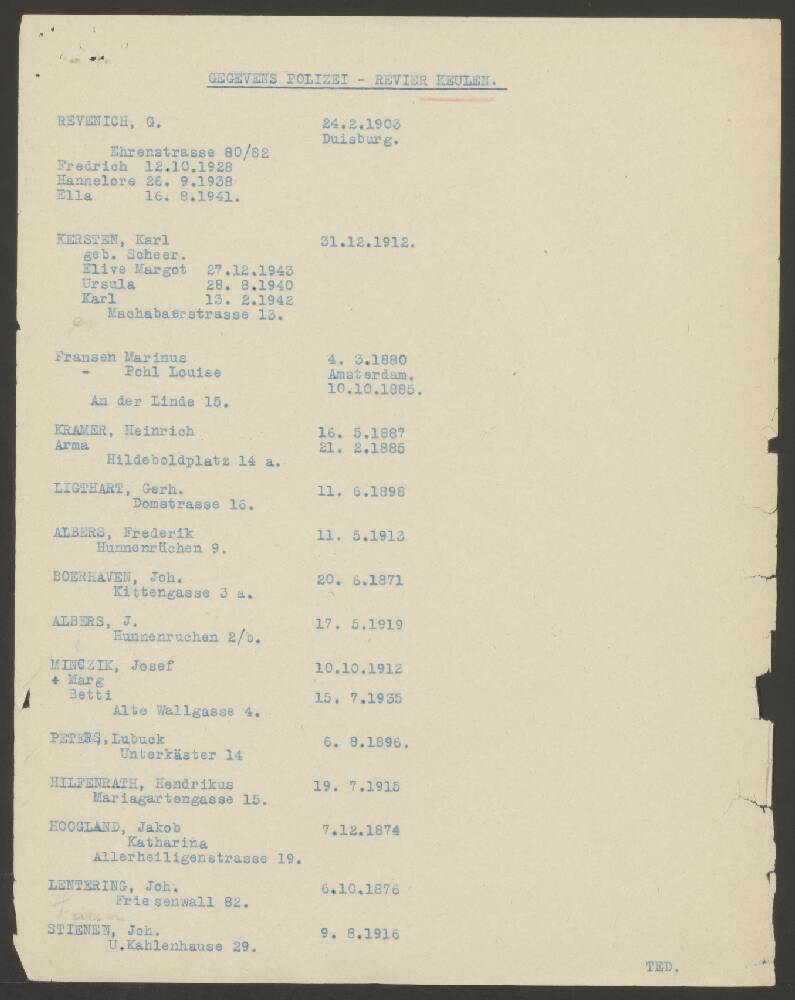 GEGEVENS POLIZEI - REVIER KEULEN.
REVENICH, G. 24.2.1903
Duisburg.
Ehrenstrasse 80/82
Fredrich 12.10.1928
Hannelore 26. 9.1938
Ella 16. 8.1941.
KERSTEN, Karl 31.12.1912.
geb. Scheer.
Elive Margot 27.12.1943
Ursula 28. 8.1940
Karl 13. 2.1942
Machabaerstrasse 13.
Fransen Marinus 4. 3.1880
- Pohl Louise Amsterdam.
10.10.1885.
An der Linde 15.
KRAMER, Heinrich 16. 5.1887
Arma 21. 2.1885
Hildeboldplatz 14 a.
LIGTHART, Gerh. 11. 6.1898
Domstrasse 16.
ALBERS, Frederik 11. 5.1913
Hunnenrüchen 9.
BOERHAVEN, Joh. 20. 6.1871
Kittengasse 3 a.
ALBERS, J. 17. 5.1919
Hunnenruchen 2/b.
MINCZIK, Josef 10.10.1912
+ Marg
Betti 15. 7.1935
Alte Wallgasse 4.
PETERS, Lubuck 6. 8.1896.
Unterkäster 14
HILFENRATH, Hendrikus 19. 7.1915
Mariagartengasse 15.
HOOGLAND, Jakob 7.12.1874
Katharina
Allerheiligenstrasse 19.
LENTERING, Joh. 6.10.1876
Friesenwall 82.
STIENEN, Joh. 9. 8.1916
U.Kahlenhause 29.
TED.